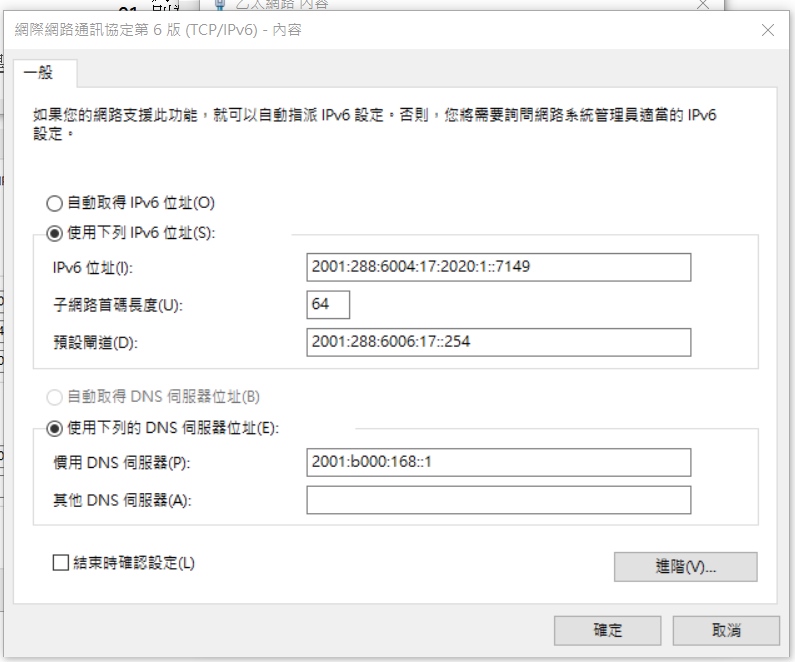 乙太網路 內容
網際網路通訊協定第 6 版 (TCP/IPv6) - 內容
一般
如果您的網路支援此功能，就可以自動指派 IPv6 設定。否則，您將需要詢問網路系統管理員適當的 IPv6
設定。
自動取得 IPv6 位址(O)
使用下列 IPv6 位址(S):
IPv6 位址(I):
2001:288:6004:17:2020:1::7149
子網路首碼長度(U):
64
預設閘道(D):
2001:288:6006:17::254
自動取得 DNS 伺服器位址(B)
使用下列的 DNS 伺服器位址(E):
慣用 DNS 伺服器(P):
2001:b000:168::1
其他 DNS 伺服器(A):
結束時確認設定(L)
進階(V)...
確定
取消